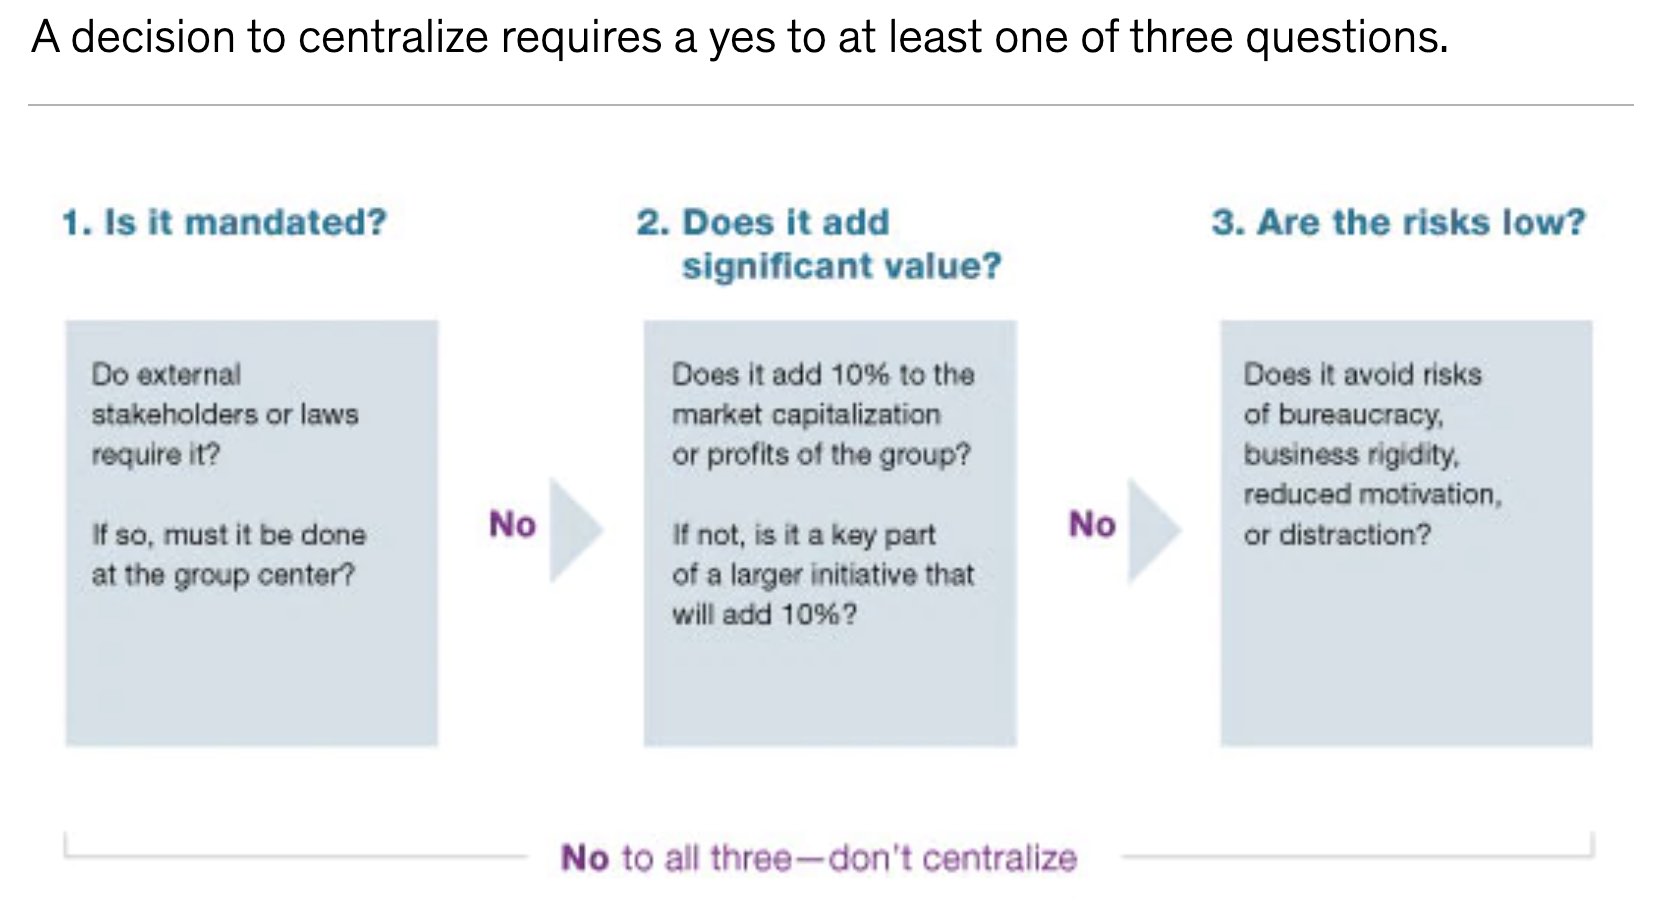 A decision to centralize requires a yes to at least one of three questions.
1. Is it mandated?
Do external
stakeholders or laws
require it?
If so, must it be done
at the group center?
No
2. Does it add
significant value?
Does it add 10% to the
market capitalization
or profits of the group?
If not, is it a key part
of a larger initiative that
will add 10%?
No
3. Are the risks low?
Does it avoid risks
of bureaucracy,
business rigidity,
reduced motivation,
or distraction?
No to all three—don't centralize